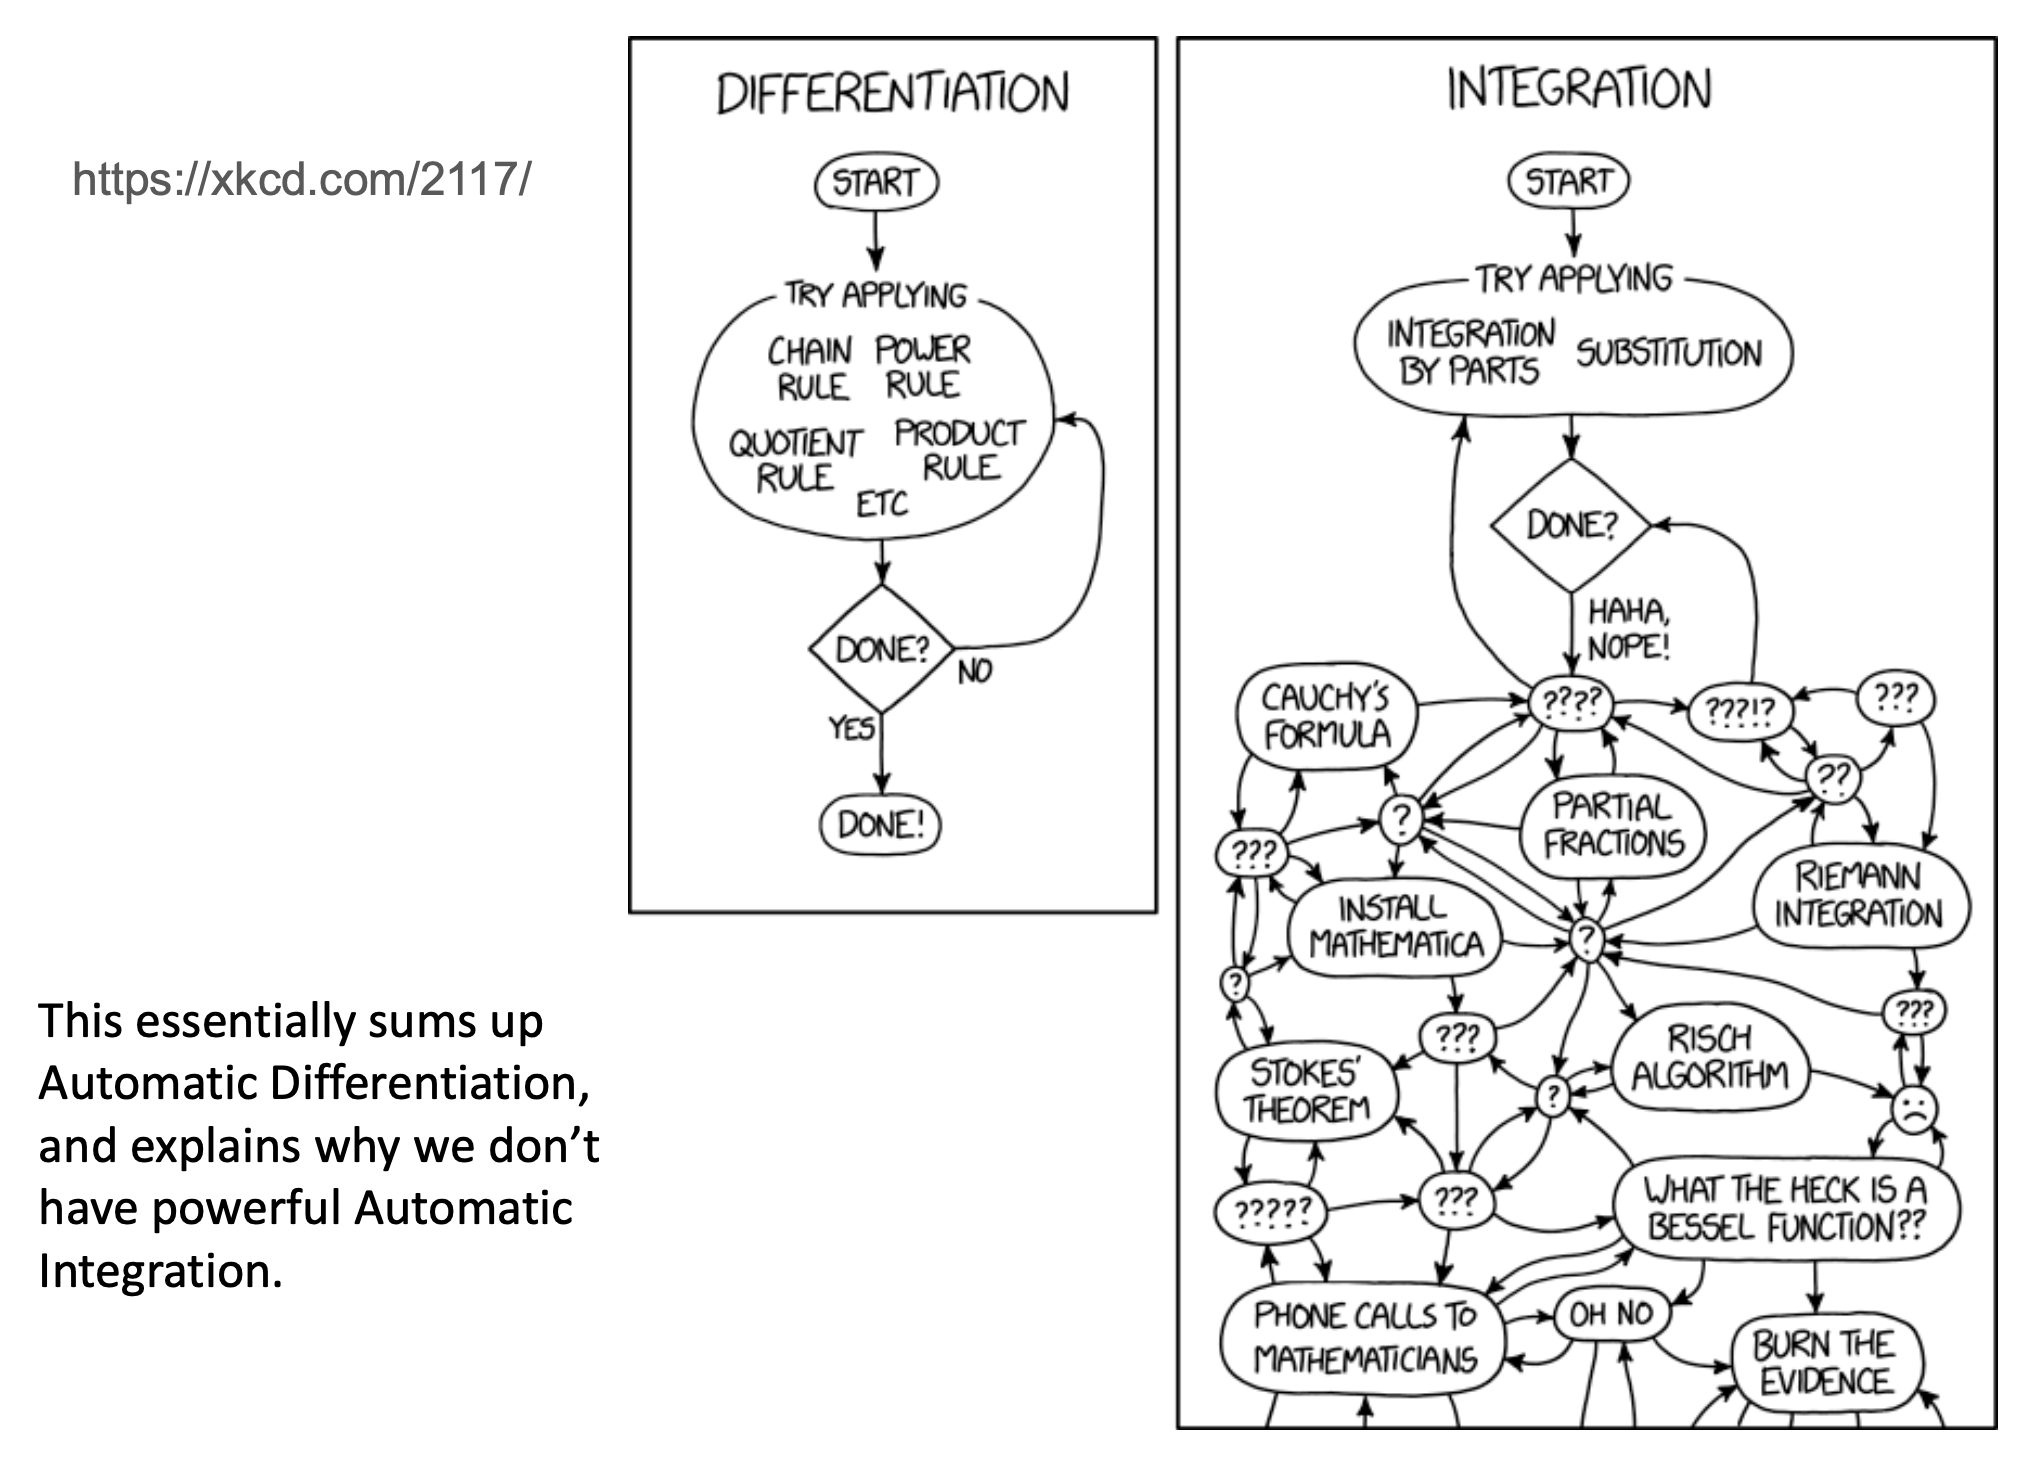 https://xkcd.com/2117/
This essentially sums up
Automatic Differentiation,
and explains why we don’t
have powerful Automatic
Integration.
DIFFERENTIATION
START
TRY APPLYING
CHAIN
RULE
POWER
RULE
QUOTIENT
RULE
PRODUCT
RULE
ETC
DONE?
NO
YES
DONE!
INTEGRATION
START
TRY APPLYING
INTEGRATION
BY PARTS
SUBSTITUTION
DONE?
HAHA,
NOPE!
CAUCHY'S
FORMULA
????
???!?
???
??
?
PARTIAL
FRACTIONS
???
RIEMANN
INTEGRATION
INSTALL
MATHEMATICA
?
?
???
???
RISCH
ALGORITHM
STOKES'
THEOREM
?
?????
???
WHAT THE HECK IS A
BESSEL FUNCTION??
PHONE CALLS TO
MATHEMATICIANS
OH NO
BURN THE
EVIDENCE